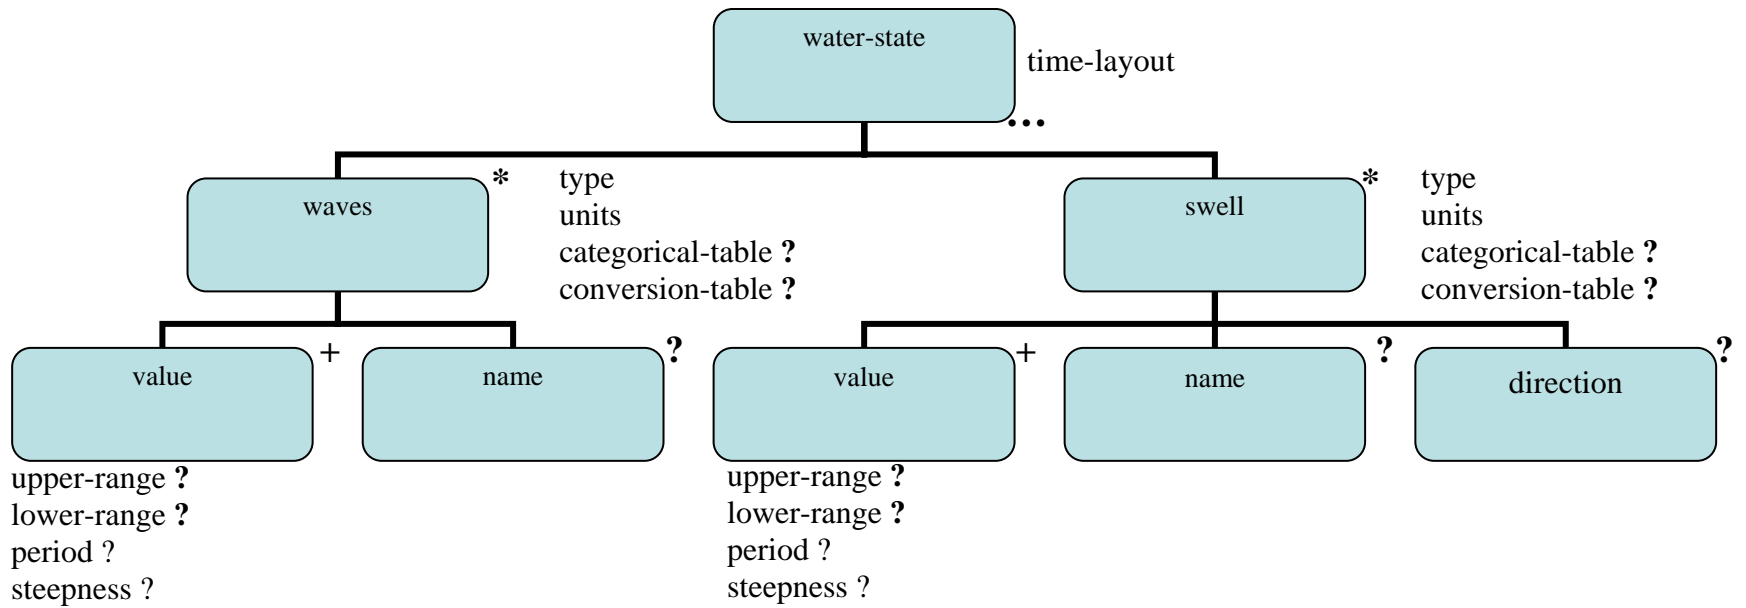 water-state
time-layout
...
waves
*
type
units
categorical-table ?
conversion-table ?
swell
*
type
units
categorical-table ?
conversion-table ?
value
+
name
?
value
+
name
?
direction
?
upper-range ?
lower-range ?
period ?
steepness ?
upper-range ?
lower-range ?
period ?
steepness ?